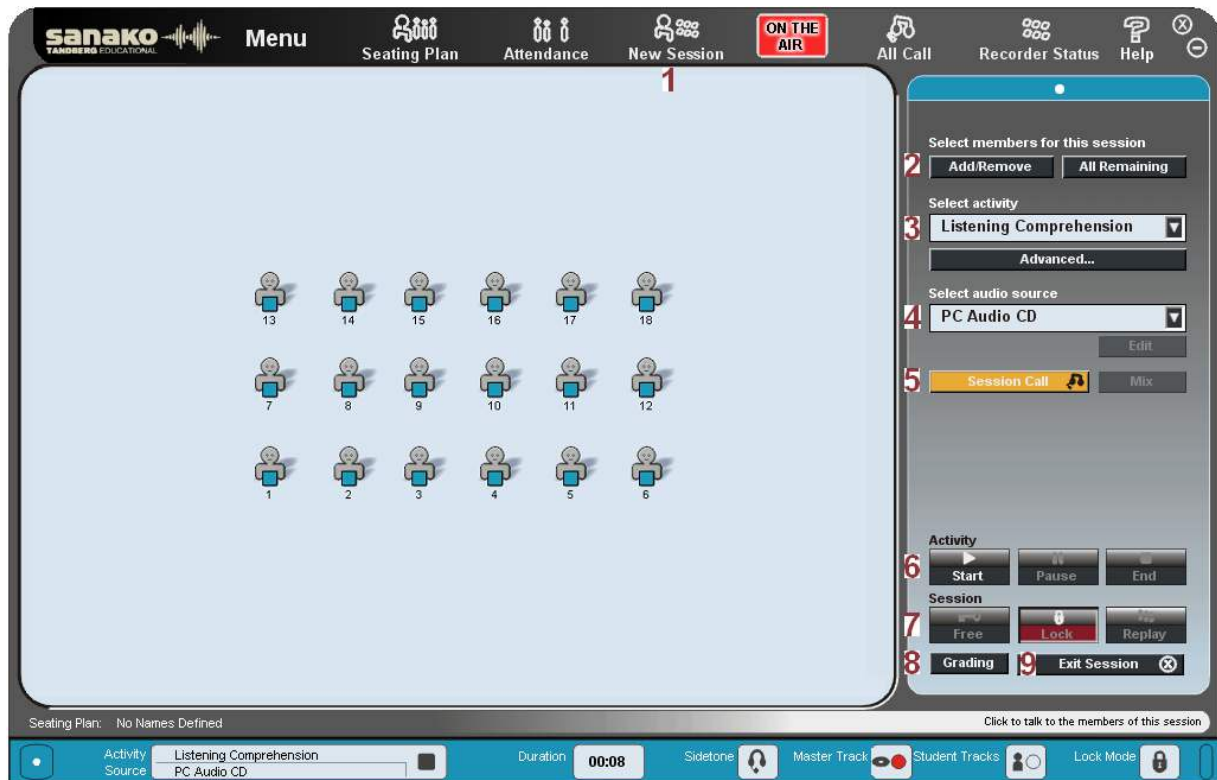 sanako
TANDBERG EDUCATIONAL
Menu
Seating Plan
Attendance
New Session
ON THE
AIR
All Call
Recorder Status
Help
1
Select members for this session
2 Add/Remove All Remaining
Select activity
3 Listening Comprehension
Advanced...
Select audio source
4 PC Audio CD
Edit
5 Session Call Mix
13 14 15 16 17 18
7 8 9 10 11 12
1 2 3 4 5 6
Activity
6 Start Pause End
Session
7 Free Lock Replay
8 Grading 9 Exit Session
Seating Plan: No Names Defined
Click to talk to the members of this session
Activity Listening Comprehension
Source PC Audio CD
Duration 00:08
Sidetone
Master Track
Student Tracks
Lock Mode